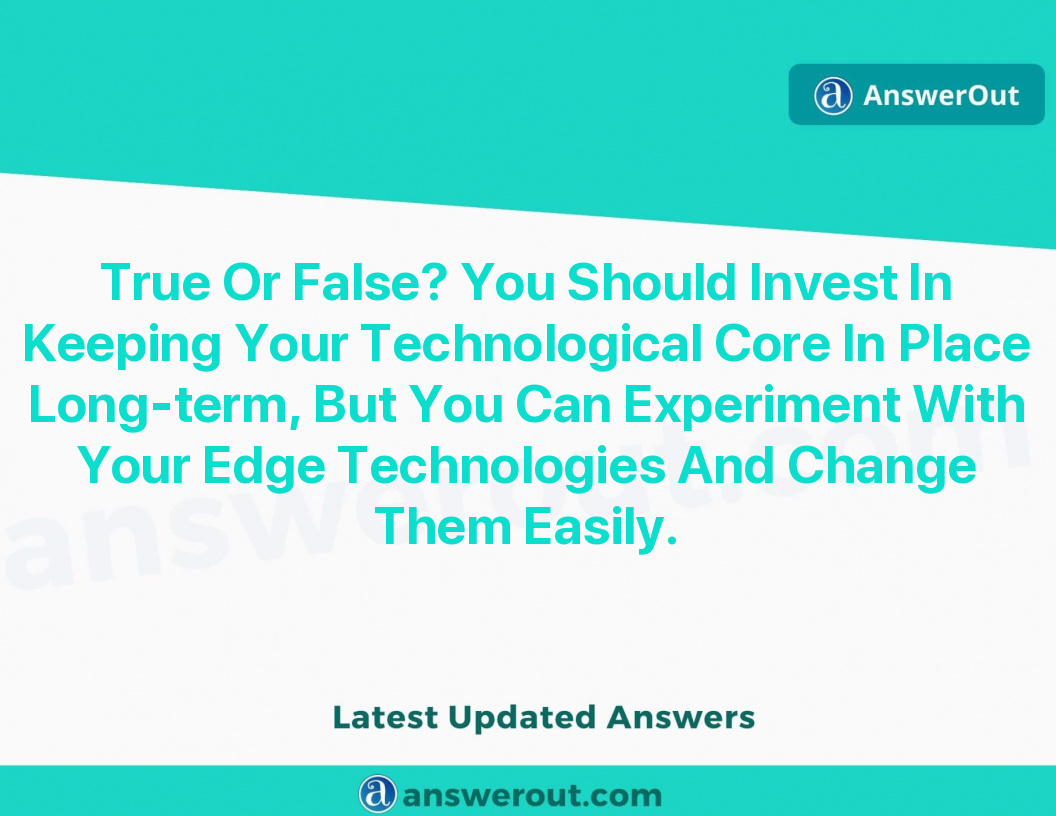 AnswerOut
True Or False? You Should Invest In
Keeping Your Technological Core In Place
Long-term, But You Can Experiment With
Your Edge Technologies And Change
Them Easily.
answerout.com
Latest Updated Answers
answerout.com